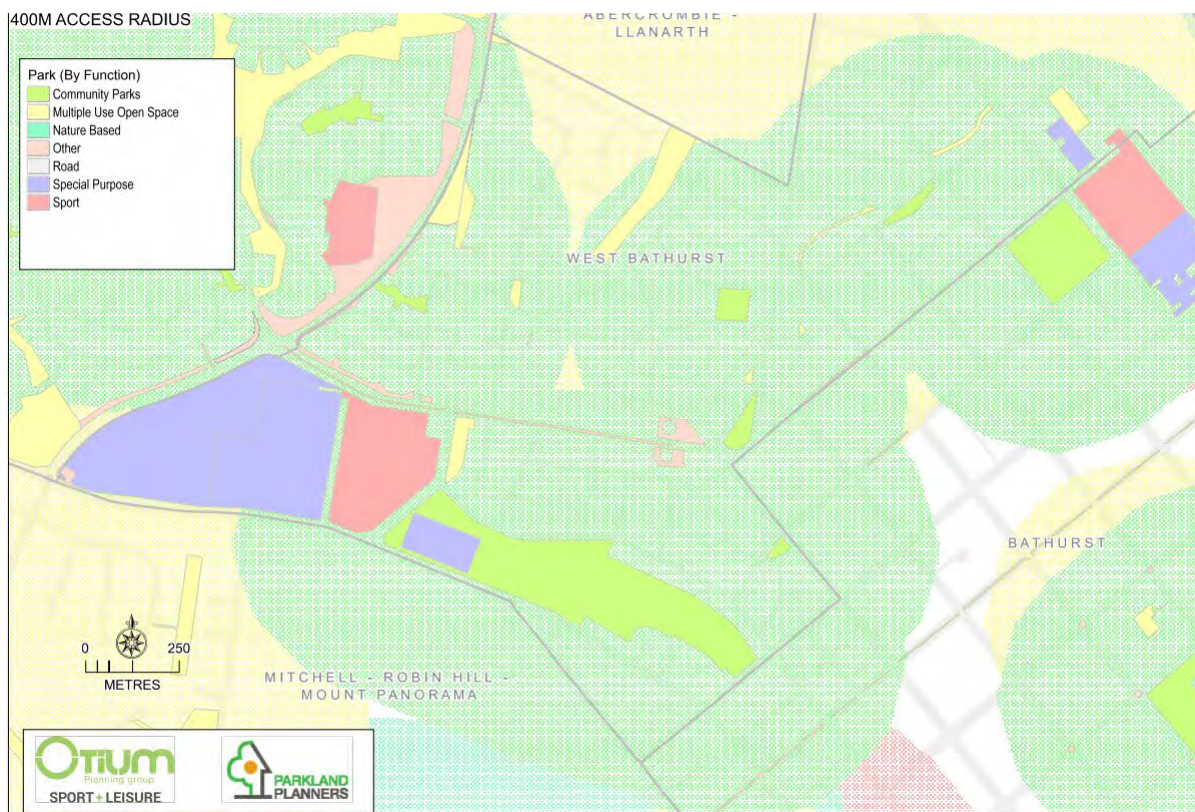 400M ACCESS RADIUS
ABERCROMBIE -
LLANARTH
Park (By Function)
Community Parks
Multiple Use Open Space
Nature Based
Other
Road
Special Purpose
Sport
WEST BATHURST
BATHURST
0 250
METRES
MITCHELL - ROBIN HILL -
MOUNT PANORAMA
OTiUM
Planning group
SPORT + LEISURE
PARKLAND
PLANNERS